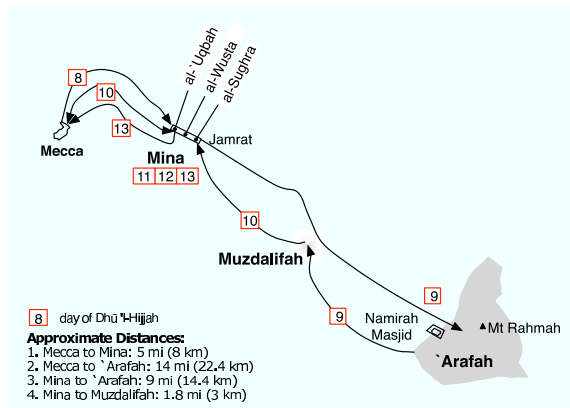 al-`Uqbah
al-Wusta
al-Sughra
8
10
13
Jamrat
Mecca
Mina
11 12 13
10
Muzdalifah
9
9
Namirah
Masjid
Mt Rahmah
`Arafah
8 day of Dhū 'l-Hijjah
Approximate Distances:
1. Mecca to Mina: 5 mi (8 km)
2. Mecca to `Arafah: 14 mi (22.4 km)
3. Mina to `Arafah: 9 mi (14.4 km)
4. Mina to Muzdalifah: 1.8 mi (3 km)